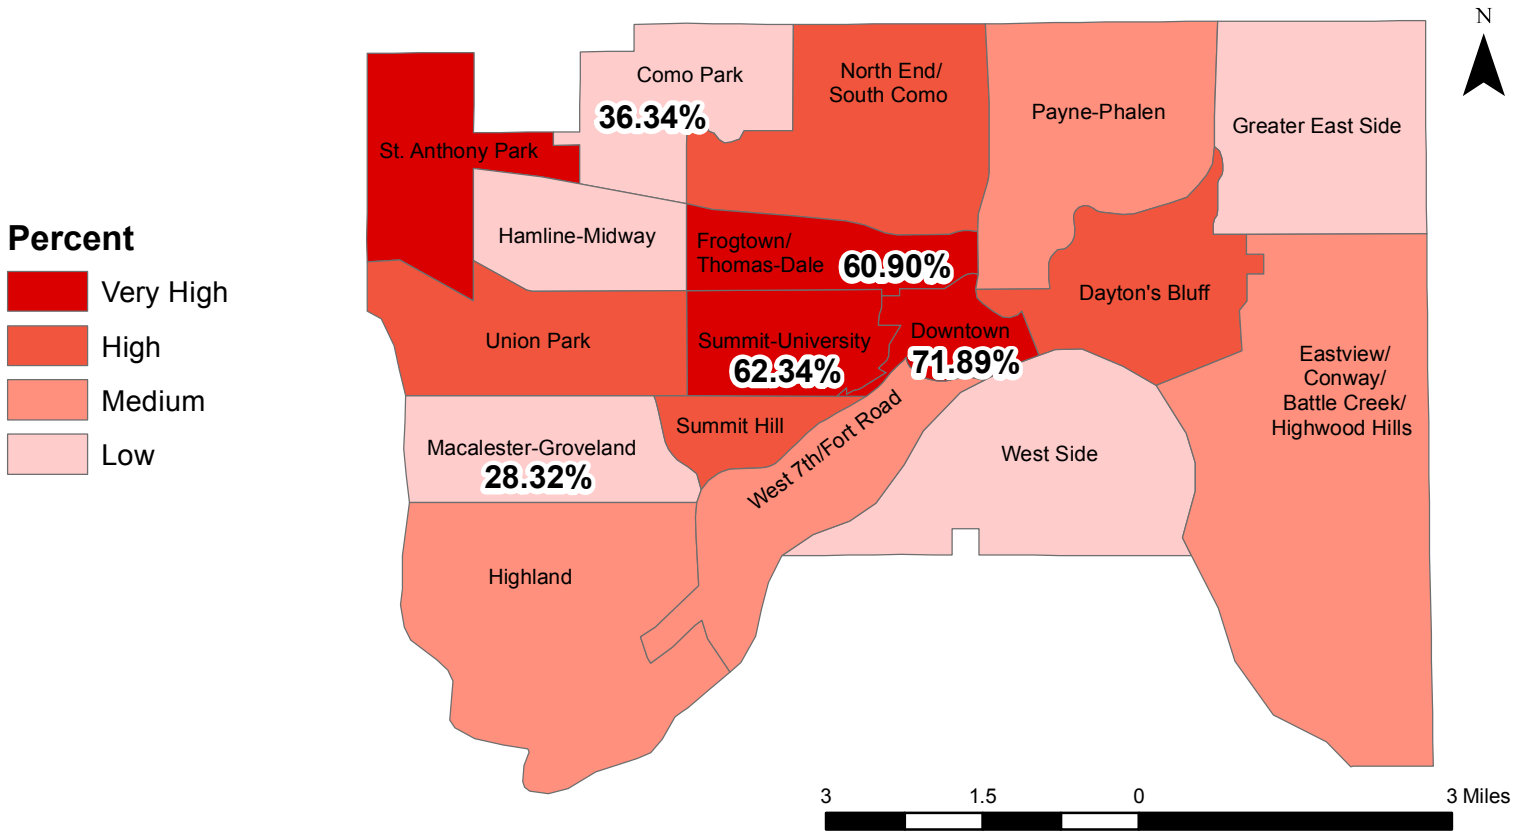 N
Como Park
36.34%
North End/
South Como
Payne-Phalen
Greater East Side
St. Anthony Park
Hamline-Midway
Frogtown/
Thomas-Dale
60.90%
Percent
Very High
High
Medium
Low
Dayton's Bluff
Union Park
Summit-University
62.34%
Downtown
71.89%
Eastview/
Conway/
Battle Creek/
Highwood Hills
Summit Hill
Macalester-Groveland
28.32%
West 7th/Fort Road
West Side
Highland
3 1.5 0 3 Miles